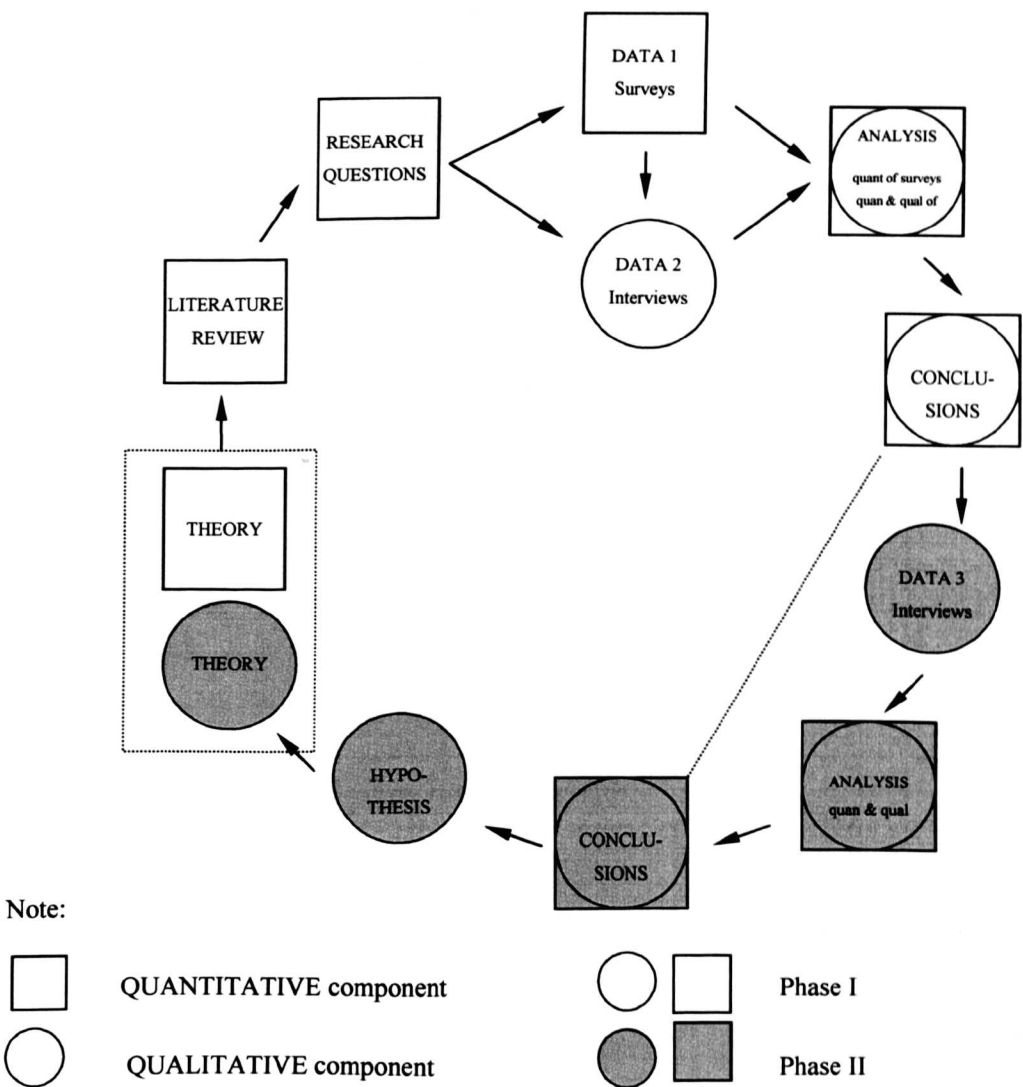 DATA 1
Surveys
RESEARCH
QUESTIONS
ANALYSIS
quant of surveys
quan & qual of
DATA 2
Interviews
LITERATURE
REVIEW
CONCLU-
SIONS
THEORY
DATA 3
Interviews
THEORY
HYPO-
THESIS
ANALYSIS
quan & qual
CONCLU-
SIONS
Note:
QUANTITATIVE component
Phase I
QUALITATIVE component
Phase II